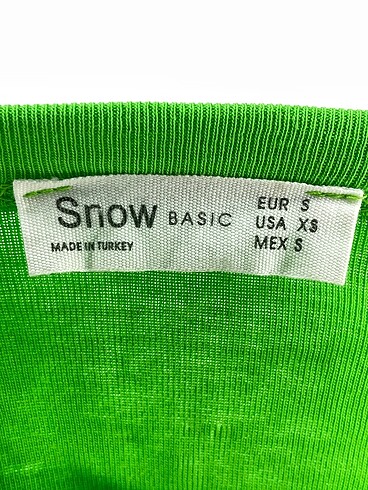 Snow BASIC
MADE IN TURKEY
EUR S
USA XS
MEX S